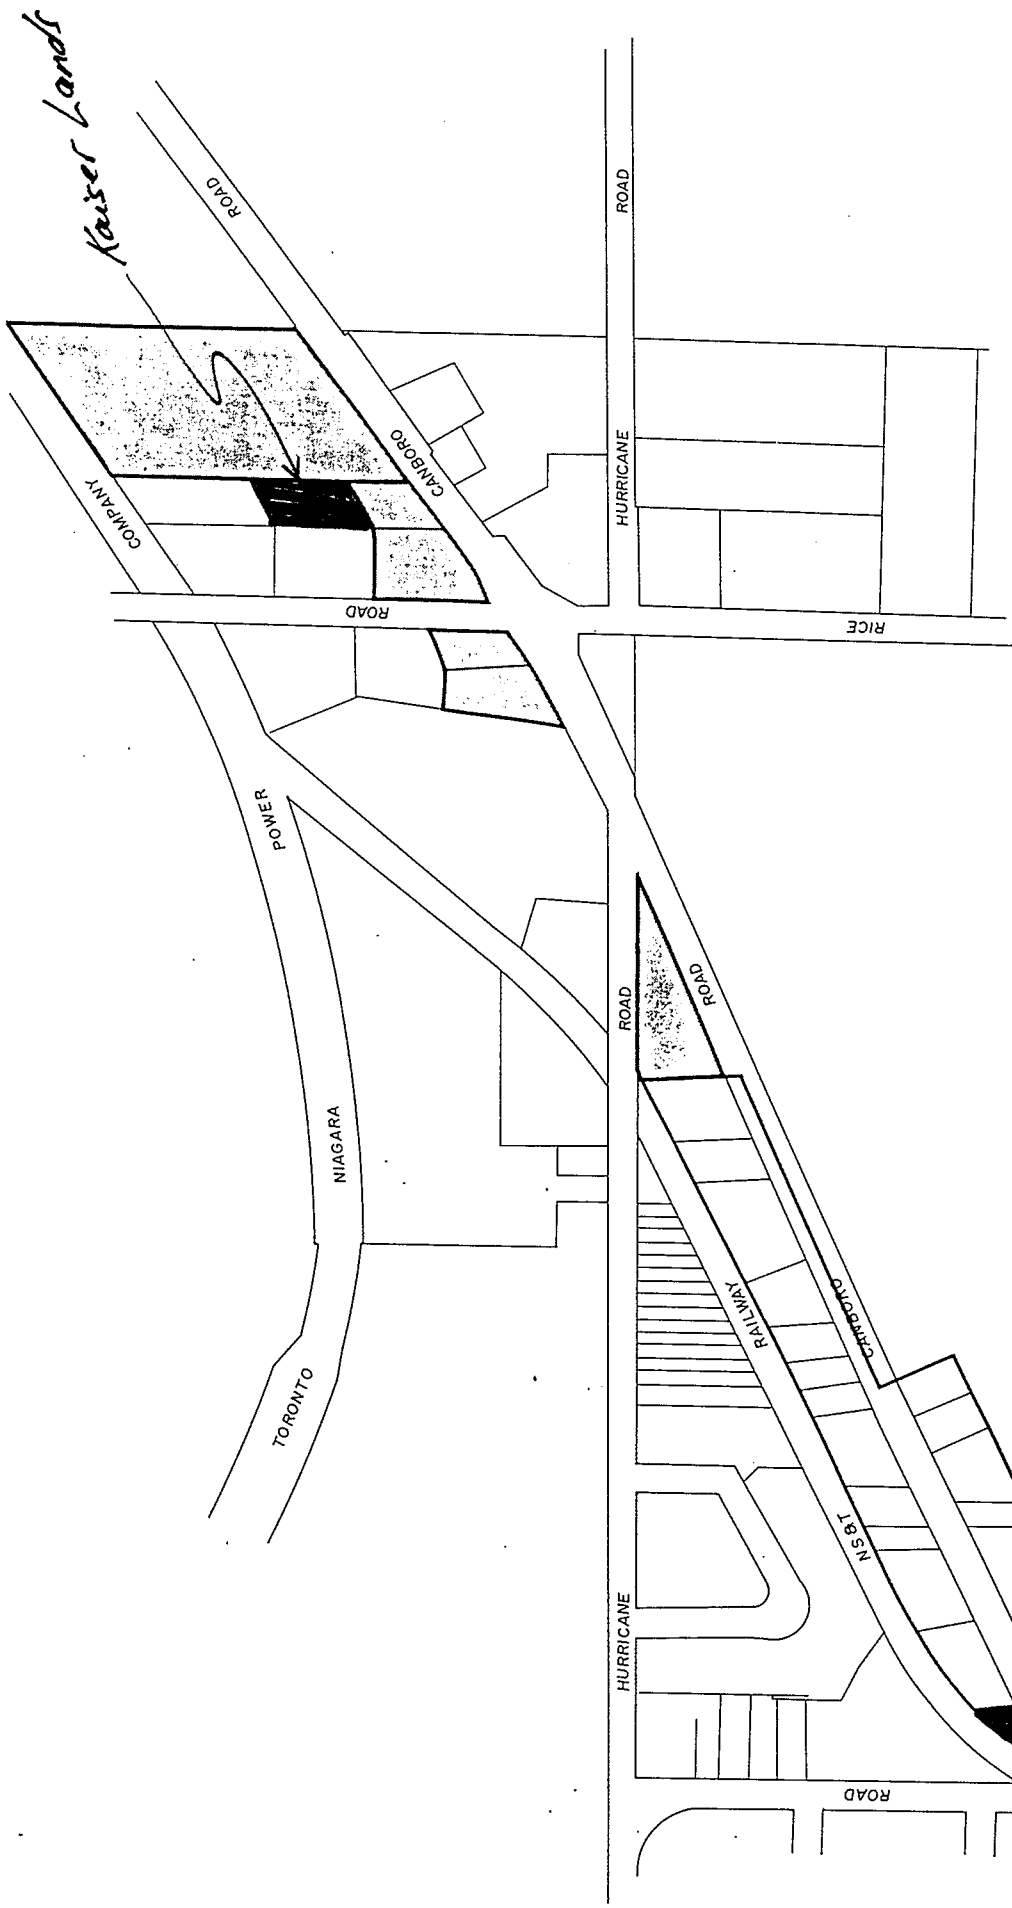 Kaiser Lands
ROAD
CANBORO
COMPANY
ROAD
HURRICANE
ROAD
RICE
POWER
NIAGARA
TORONTO
ROAD
ROAD
CANBORO
RAILWAY
NS&T
HURRICANE
ROAD